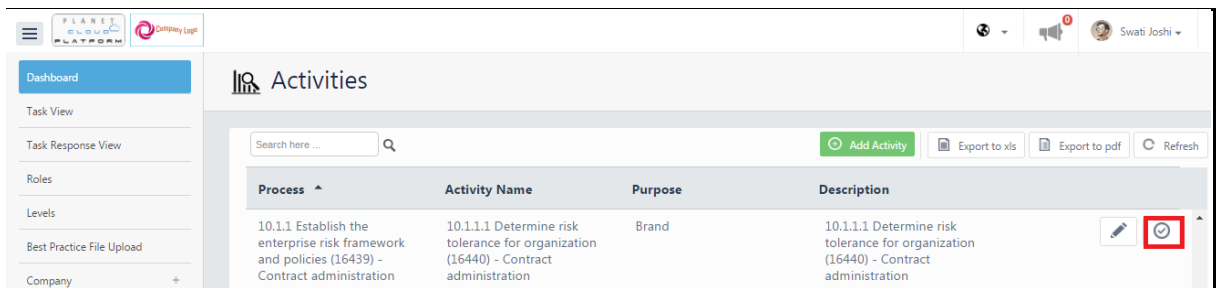 PLANET
CLOUD
PLATFORM
Company Logo
0
Swati Joshi
Dashboard
Activities
Task View
Task Response View
Search here ...
Add Activity
Export to xls
Export to pdf
Refresh
Roles
Process
Activity Name
Purpose
Description
Levels
Best Practice File Upload
Company
+
10.1.1 Establish the
enterprise risk framework
and policies (16439) -
Contract administration
10.1.1.1 Determine risk
tolerance for organization
(16440) - Contract
administration
Brand
10.1.1.1 Determine risk
tolerance for organization
(16440) - Contract
administration